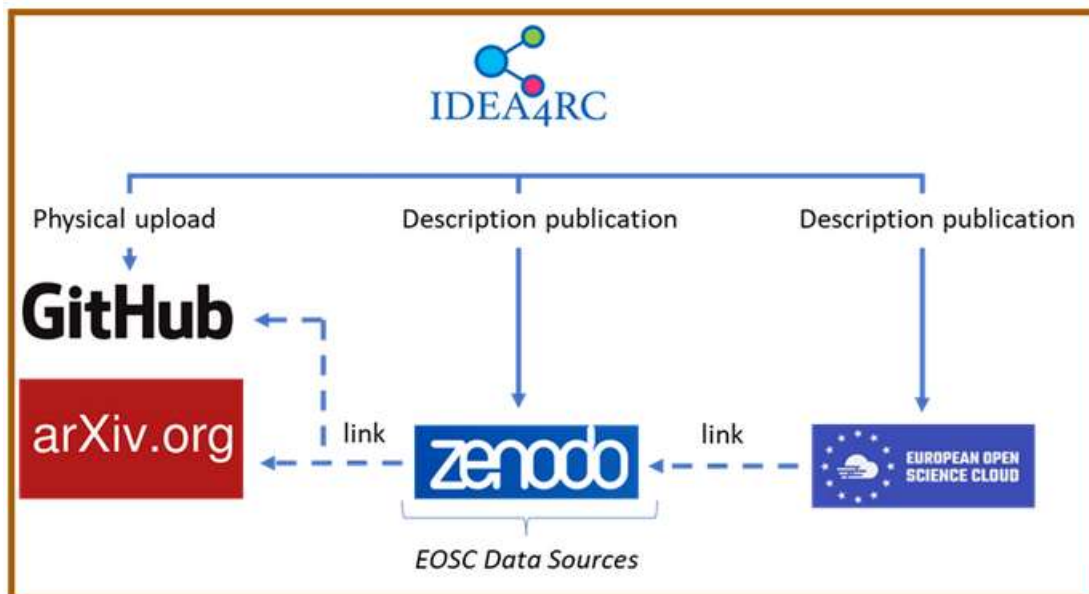 IDEA4RC
Physical upload
Description publication
Description publication
GitHub
arXiv.org
link
zenodo
link
EUROPEAN OPEN
SCIENCE CLOUD
EOSC Data Sources